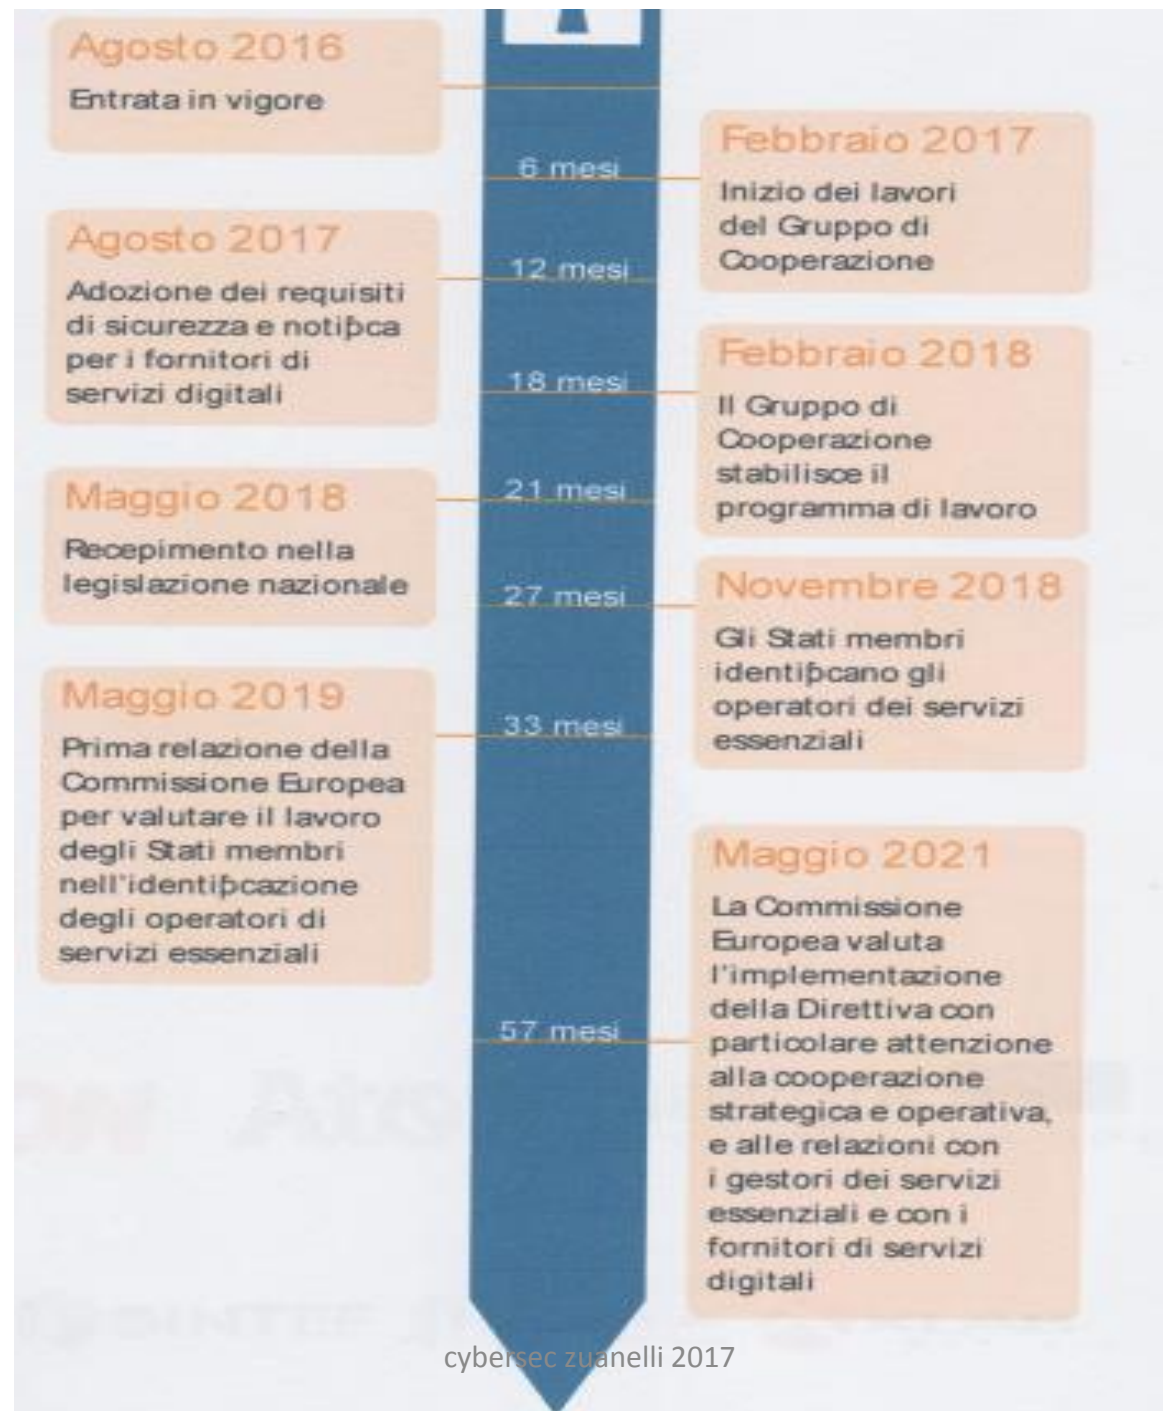 Agosto 2016
Entrata in vigore
6 mesi
Febbraio 2017
Inizio dei lavori
del Gruppo di
Cooperazione
Agosto 2017
Adozione dei requisiti
di sicurezza e notifica
per i fornitori di
servizi digitali
12 mesi
18 mesi
Febbraio 2018
Il Gruppo di
Cooperazione
stabilisce il
programma di lavoro
Maggio 2018
Recepimento nella
legislazione nazionale
21 mesi
27 mesi
Novembre 2018
Gli Stati membri
identificano gli
operatori dei servizi
essenziali
Maggio 2019
Prima relazione della
Commissione Europea
per valutare il lavoro
degli Stati membri
nell'identificazione
degli operatori di
servizi essenziali
33 mesi
57 mesi
Maggio 2021
La Commissione
Europea valuta
l'implementazione
della Direttiva con
particolare attenzione
alla cooperazione
strategica e operativa,
e alle relazioni con
i gestori dei servizi
essenziali e con i
fornitori di servizi
digitali
cybersec zuanelli 2017